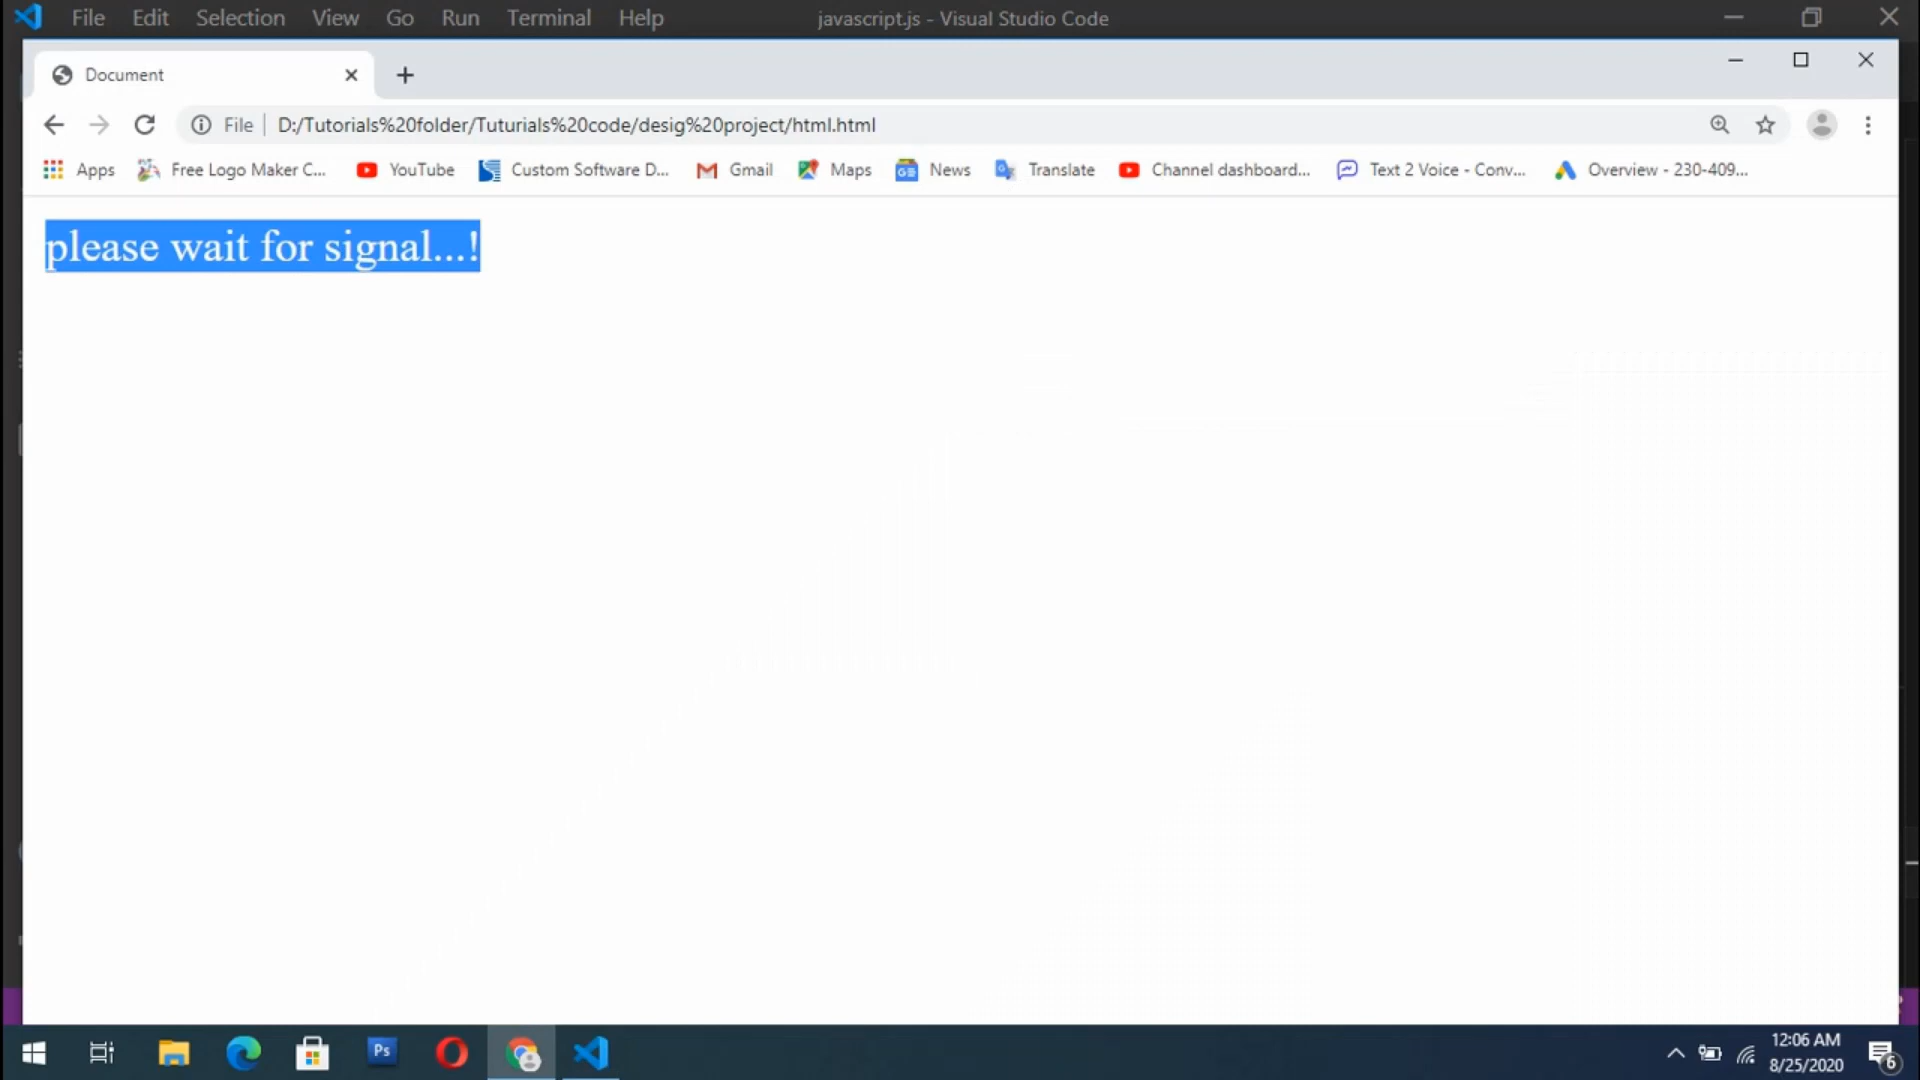 File Edit Selection View Go Run Terminal Help javascript.js - Visual Studio Code
Document
File D:/Tutorials%20folder/Tuturials%20code/desig%20project/html.html
Apps Free Logo Maker C... YouTube Custom Software D... Gmail Maps News Translate Channel dashboard... Text 2 Voice - Conv... Overview - 230-409...
please wait for signal...!
Ps
12:06 AM
8/25/2020
6